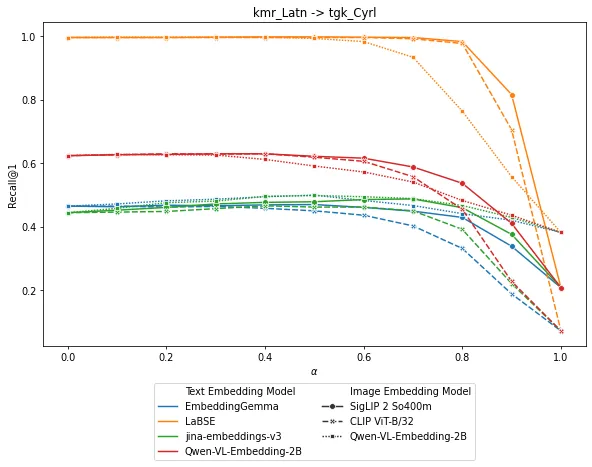 kmr_Latn -> tgk_Cyrl
Recall@1
1.0
0.8
0.6
0.4
0.2
0.0 0.2 0.4 0.6 0.8 1.0
α
Text Embedding Model Image Embedding Model
EmbeddingGemma SigLIP 2 So400m
LaBSE CLIP ViT-B/32
jina-embeddings-v3 Qwen-VL-Embedding-2B
Qwen-VL-Embedding-2B